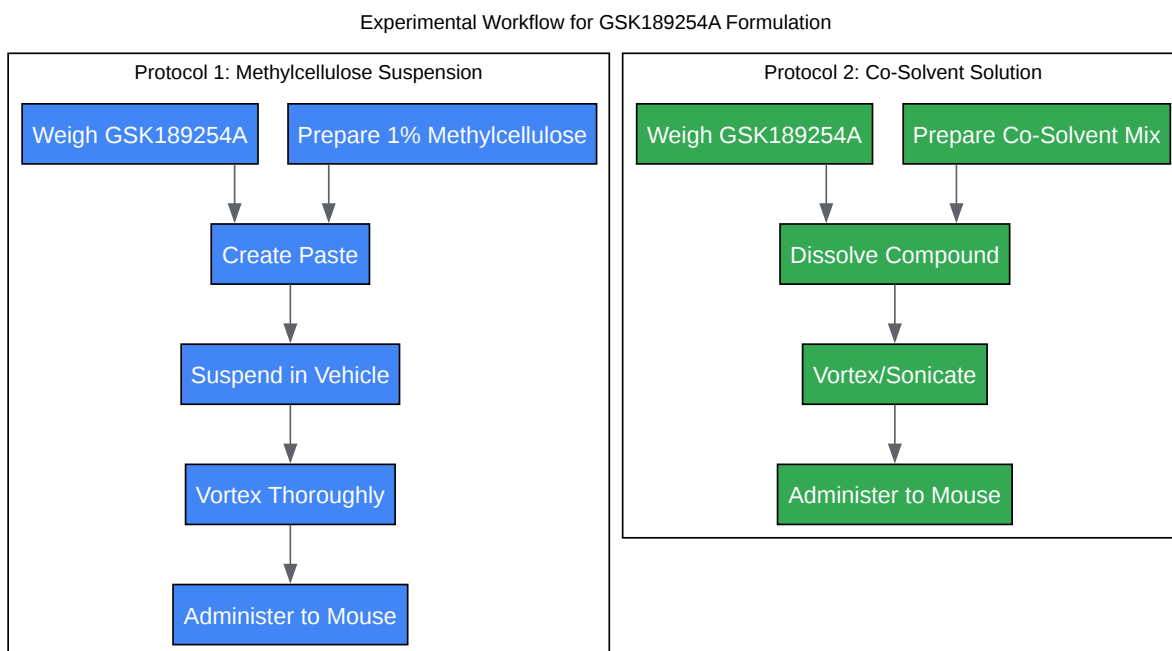 Experimental Workflow for GSK189254A Formulation
Protocol 1: Methylcellulose Suspension
Weigh GSK189254A
Prepare 1% Methylcellulose
Create Paste
Suspend in Vehicle
Vortex Thoroughly
Administer to Mouse
Protocol 2: Co-Solvent Solution
Weigh GSK189254A
Prepare Co-Solvent Mix
Dissolve Compound
Vortex/Sonicate
Administer to Mouse